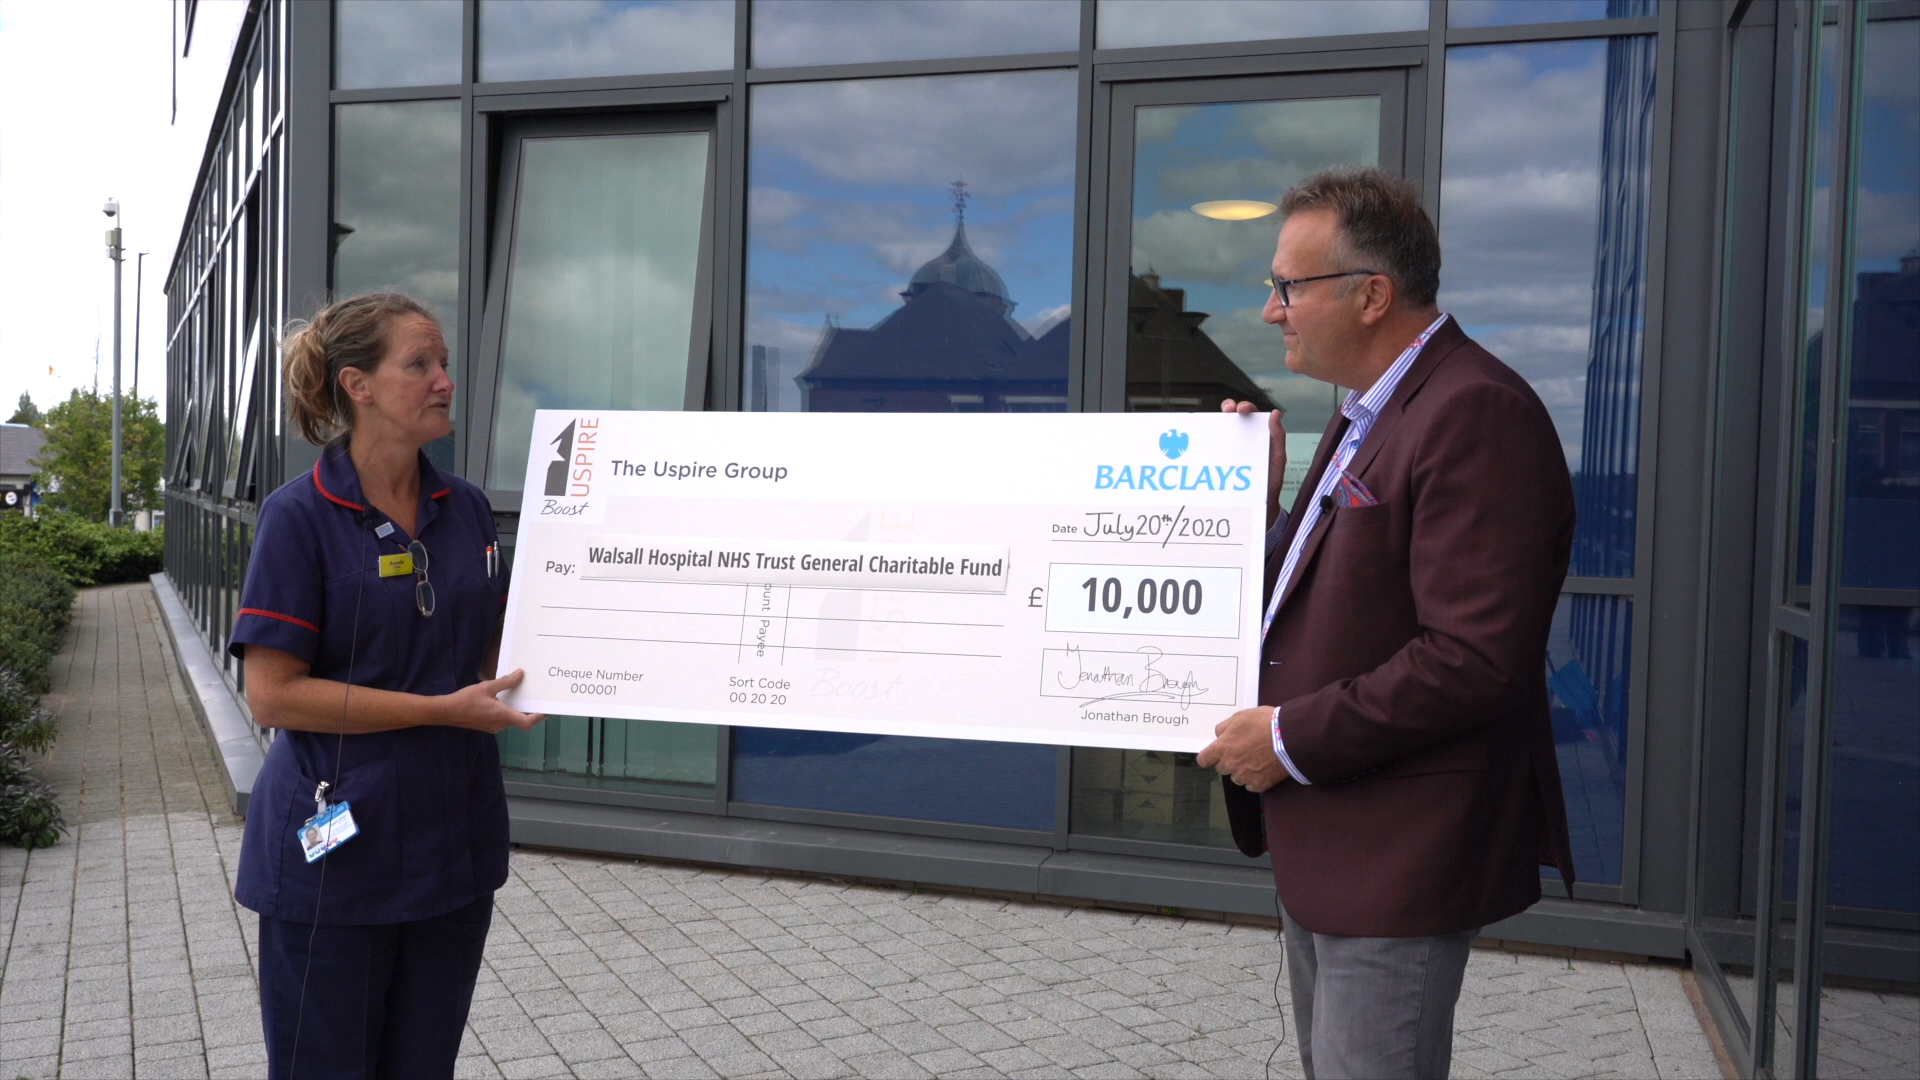 USPIRE
Boost
The Uspire Group
BARCLAYS
Date July 20th/2020
Pay: Walsall Hospital NHS Trust General Charitable Fund
£ 10,000
ount Payee
Cheque Number
000001
Sort Code
00 20 20
Boost
Jonathan Brough
Jonathan Brough